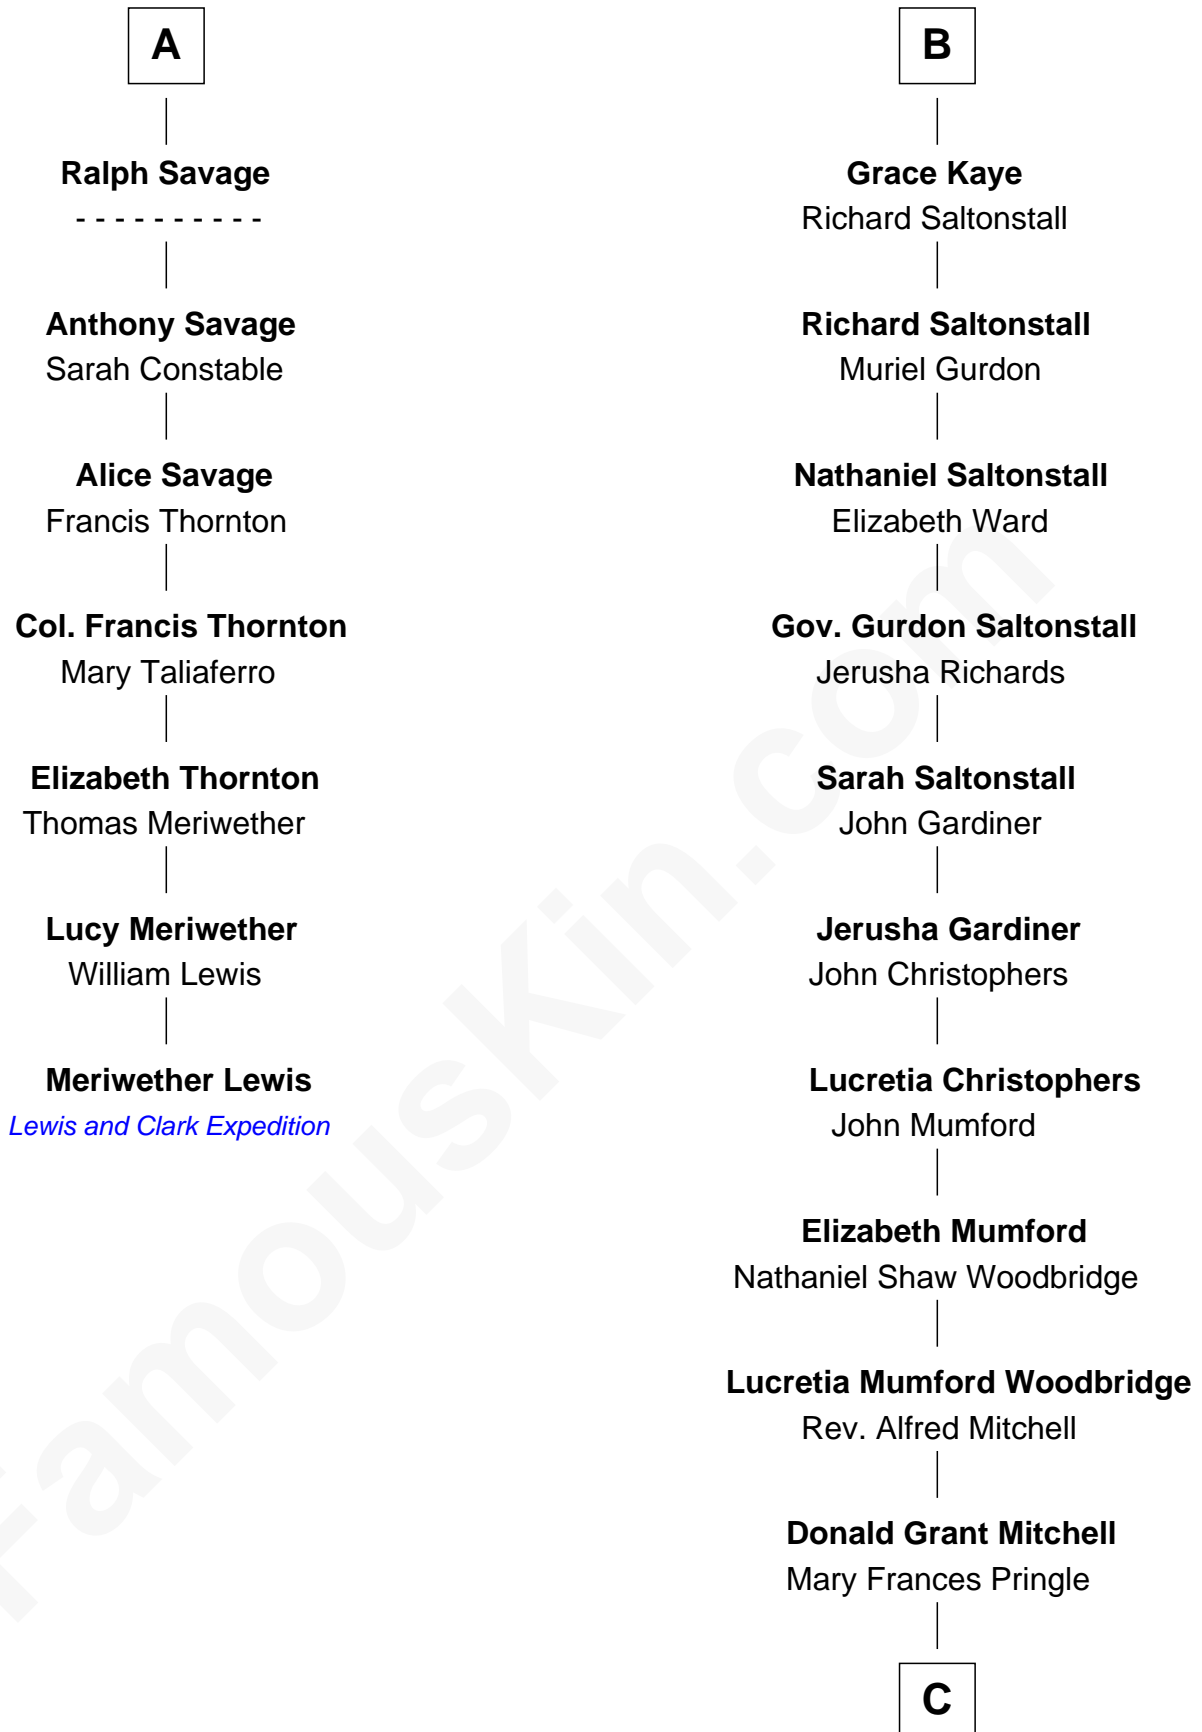 A
Ralph Savage
- - - - - - - - - -
Anthony Savage
Sarah Constable
Alice Savage
Francis Thornton
Col. Francis Thornton
Mary Taliaferro
Elizabeth Thornton
Thomas Meriwether
Lucy Meriwether
William Lewis
Meriwether Lewis
Lewis and Clark Expedition
B
Grace Kaye
Richard Saltonstall
Richard Saltonstall
Muriel Gurdon
Nathaniel Saltonstall
Elizabeth Ward
Gov. Gurdon Saltonstall
Jerusha Richards
Sarah Saltonstall
John Gardiner
Jerusha Gardiner
John Christophers
Lucretia Christophers
John Mumford
Elizabeth Mumford
Nathaniel Shaw Woodbridge
Lucretia Mumford Woodbridge
Rev. Alfred Mitchell
Donald Grant Mitchell
Mary Frances Pringle
C
FamousKin.com